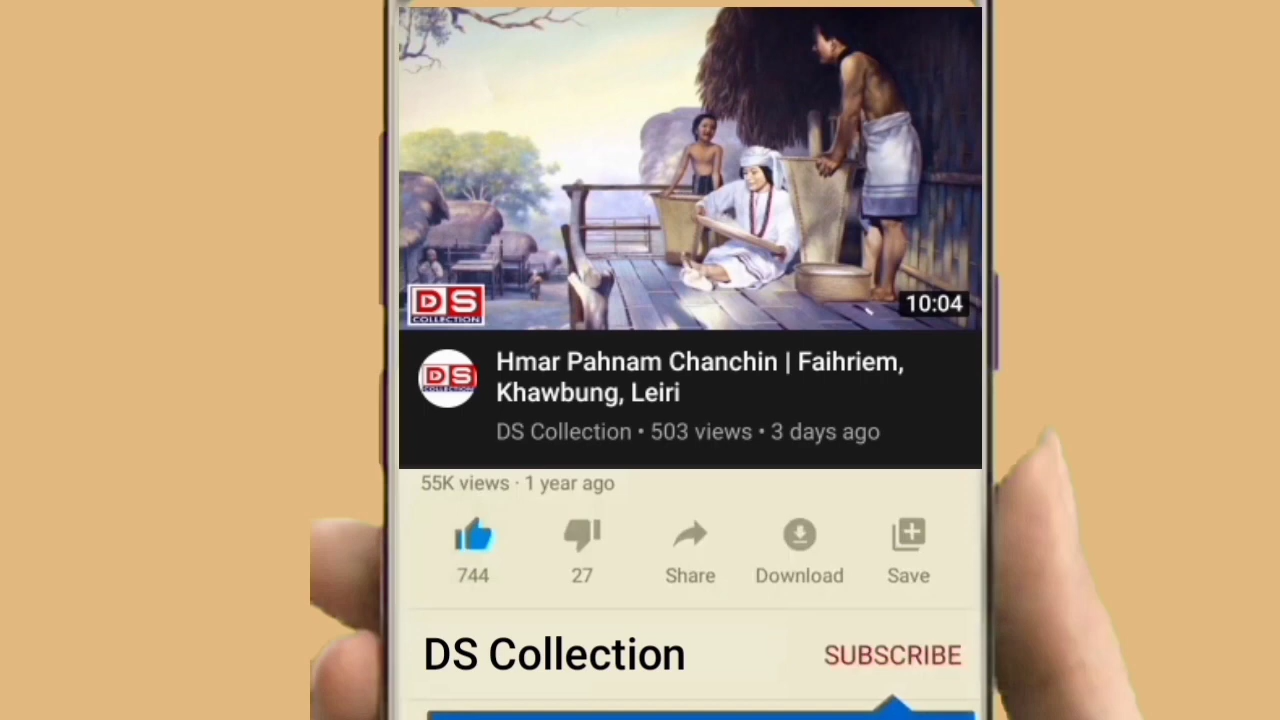 DS
COLLECTION
10:04
DS
COLLECTION
Hmar Pahnam Chanchin | Faihriem,
Khawbung, Leiri
DS Collection • 503 views • 3 days ago
55K views · 1 year ago
744
27
Share
Download
Save
DS Collection
SUBSCRIBE